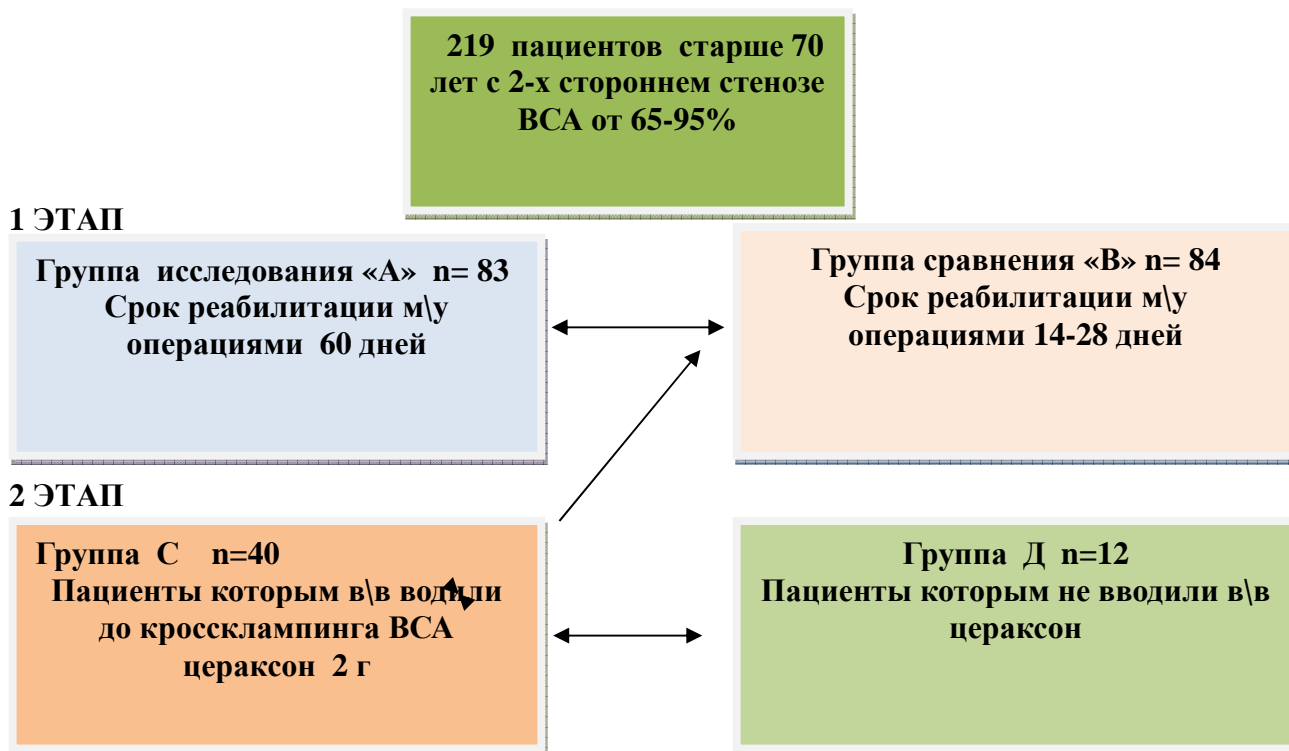 219 пациентов старше 70
лет с 2-х стороннем стенозе
ВСА от 65-95%
1 ЭТАП
Группа исследования «А» n= 83
Срок реабилитации м\у
операциями 60 дней
Группа сравнения «В» n= 84
Срок реабилитации м\у
операциями 14-28 дней
2 ЭТАП
Группа С n=40
Пациенты которым в\в водили
до кросклампинга ВСА
цераксон 2 г
Группа Д n=12
Пациенты которым не вводили в\в
цераксон